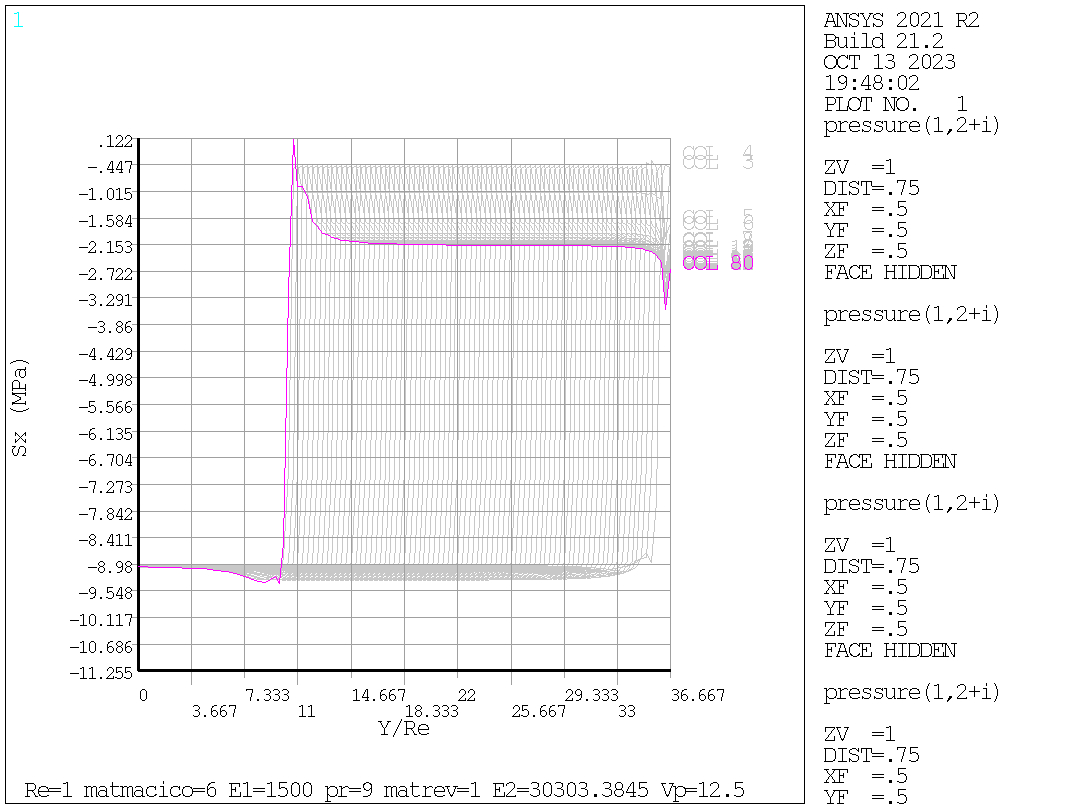 1
ANSYS 2021 R2
Build 21.2
OCT 13 2023
19:48:02
PLOT NO. 1
pressure(1,2+i)
ZV =1
DIST=.75
XF =.5
YF =.5
ZF =.5
FACE HIDDEN
pressure(1,2+i)
ZV =1
DIST=.75
XF =.5
YF =.5
ZF =.5
FACE HIDDEN
pressure(1,2+i)
ZV =1
DIST=.75
XF =.5
YF =.5
ZF =.5
FACE HIDDEN
pressure(1,2+i)
ZV =1
DIST=.75
XF =.5
YF =.5
.122
-.447
-1.015
-1.584
-2.153
-2.722
-3.291
-3.86
-4.429
-4.998
-5.566
-6.135
-6.704
-7.273
-7.842
-8.411
-8.98
-9.548
-10.117
-10.686
-11.255
Sx (MPa)
COL 4
COL 3
COL 80
0 7.333 14.667 22 29.333 36.667
3.667 11 18.333 25.667 33
Y/Re
Re=1 matmacico=6 E1=1500 pr=9 matrev=1 E2=30303.3845 Vp=12.5